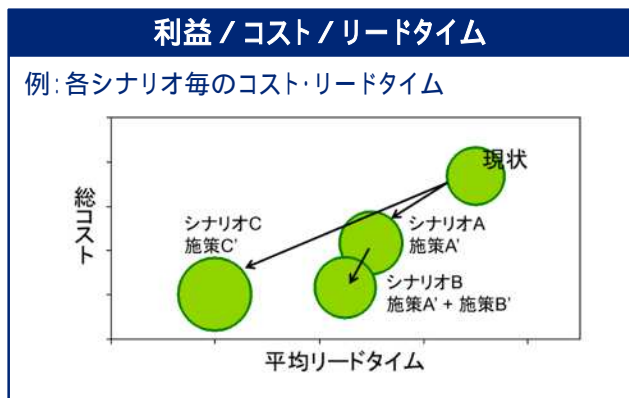 利益 / コスト / リードタイム
例:各シナリオ毎のコスト･リードタイム
現状
総コスト
シナリオC
施策C'
シナリオA
施策A'
シナリオB
施策A' + 施策B'
平均リードタイム